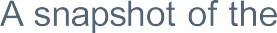 A snapshot of the